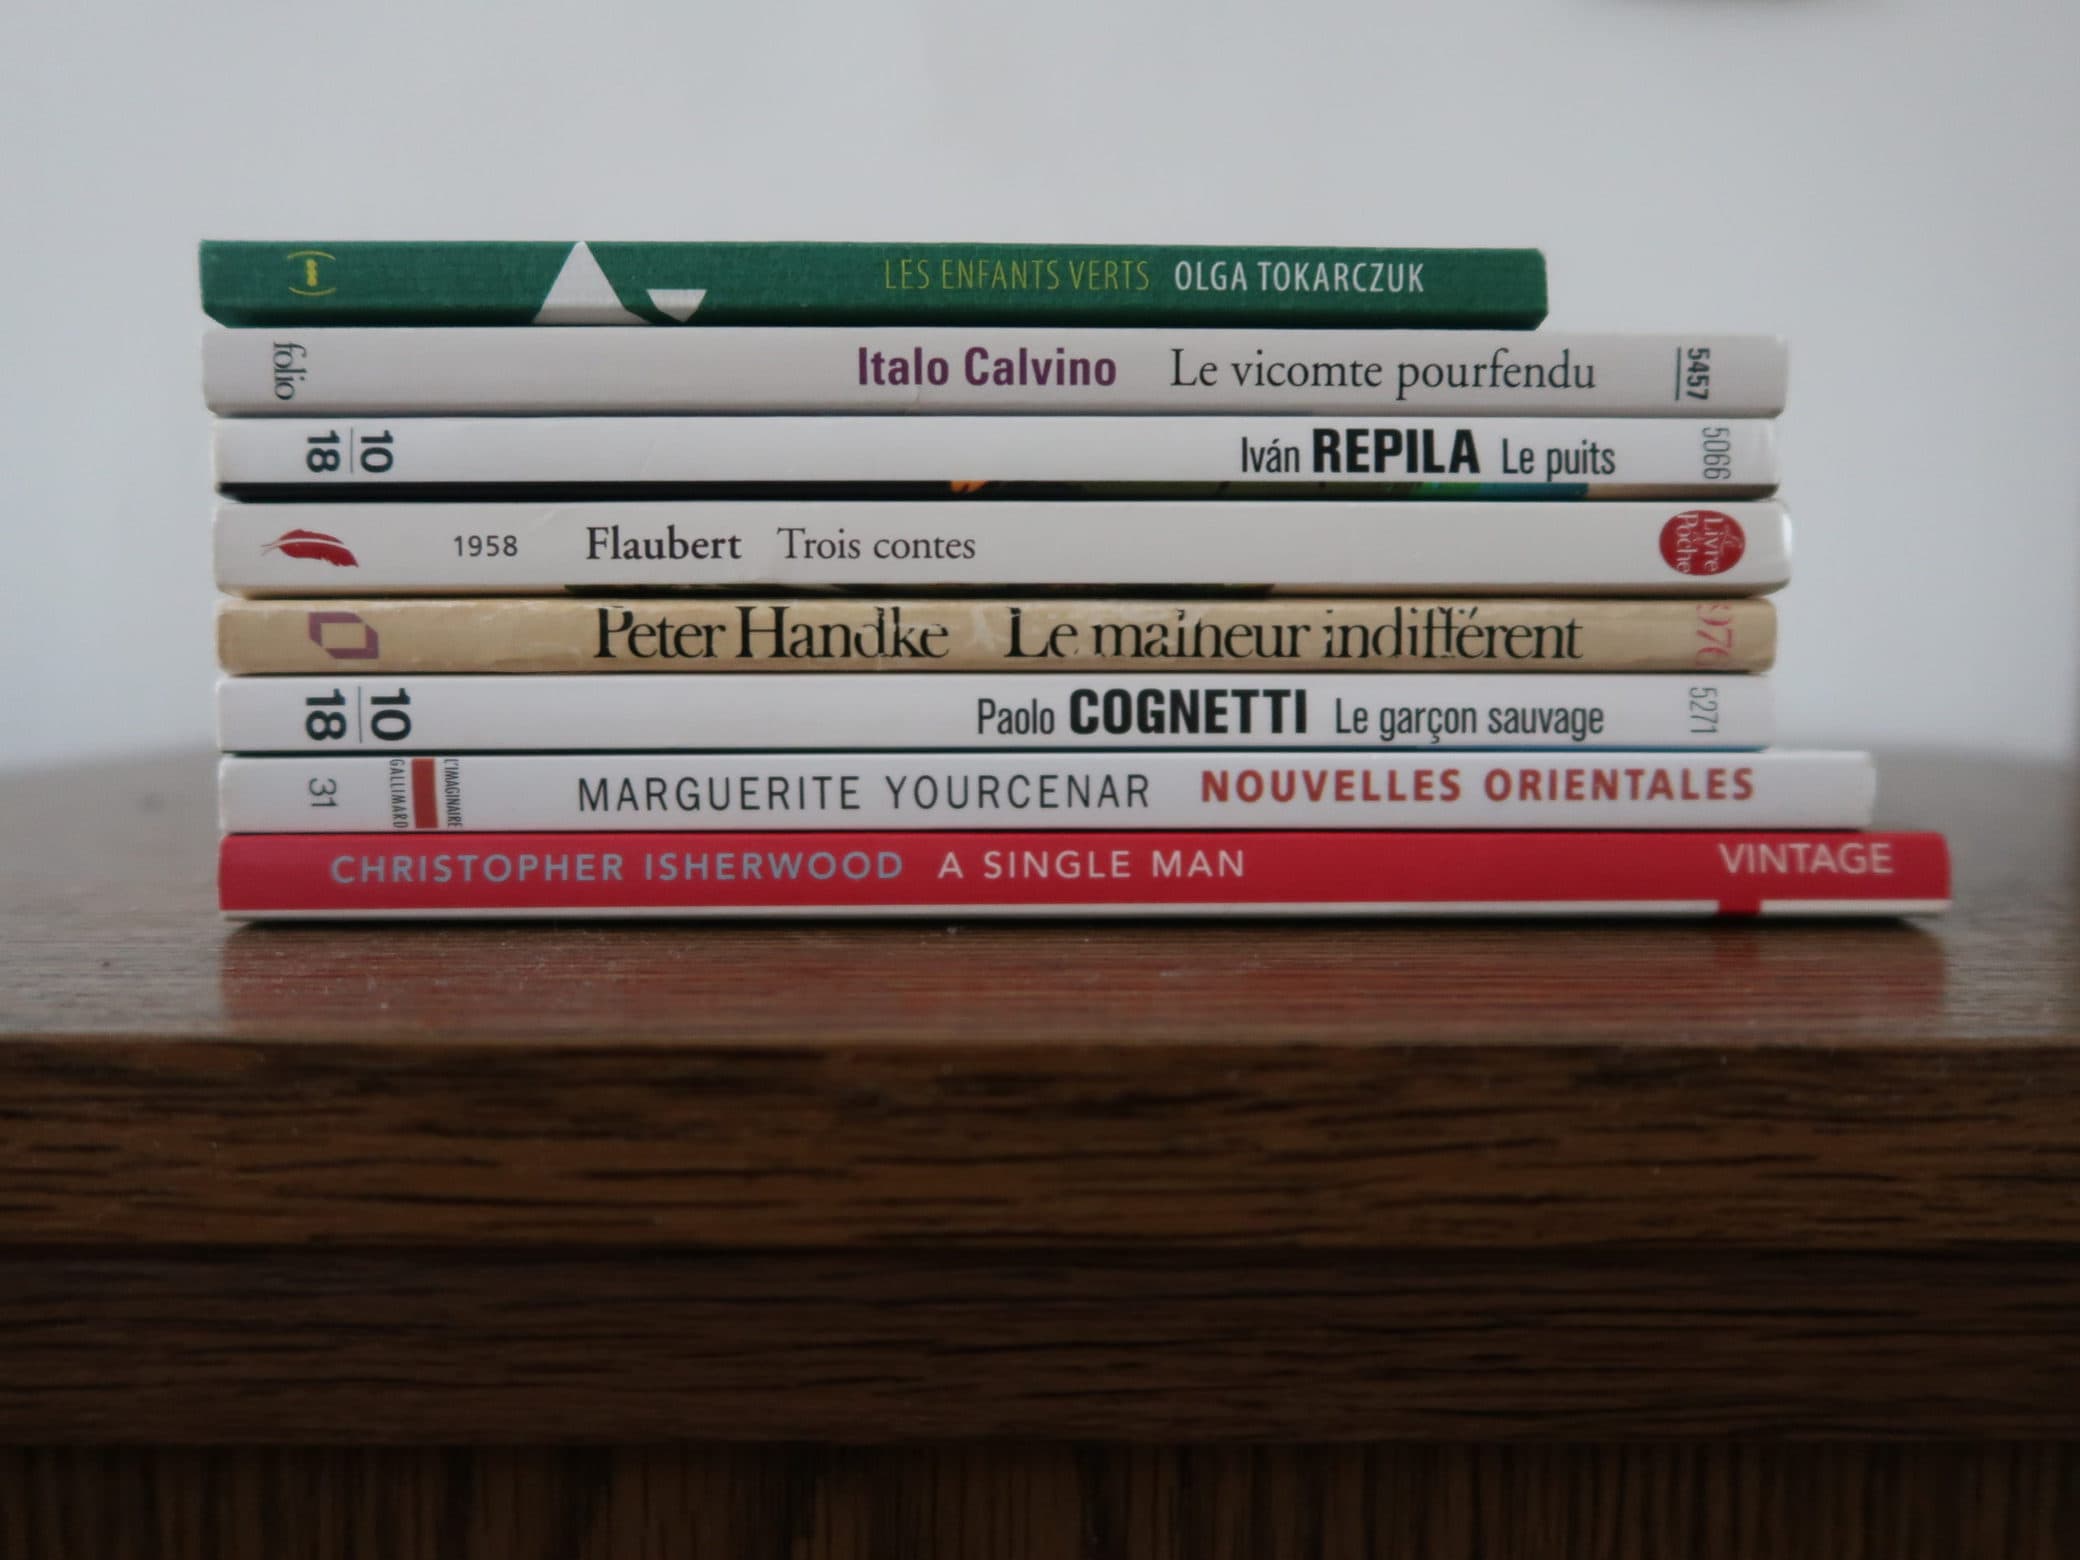 LES ENFANTS VERTS OLGA TOKARCZUK
folio Italo Calvino Le vicomte pourfendu 5457
10 18 Iván REPILA Le puits 5066
1958 Flaubert Trois contes Le Livre de Poche
Peter Handke Le malheur indifférent 3976
10 18 Paolo COGNETTI Le garçon sauvage 5271
31 L'IMAGINAIRE GALLIMARD MARGUERITE YOURCENAR NOUVELLES ORIENTALES
CHRISTOPHER ISHERWOOD A SINGLE MAN VINTAGE